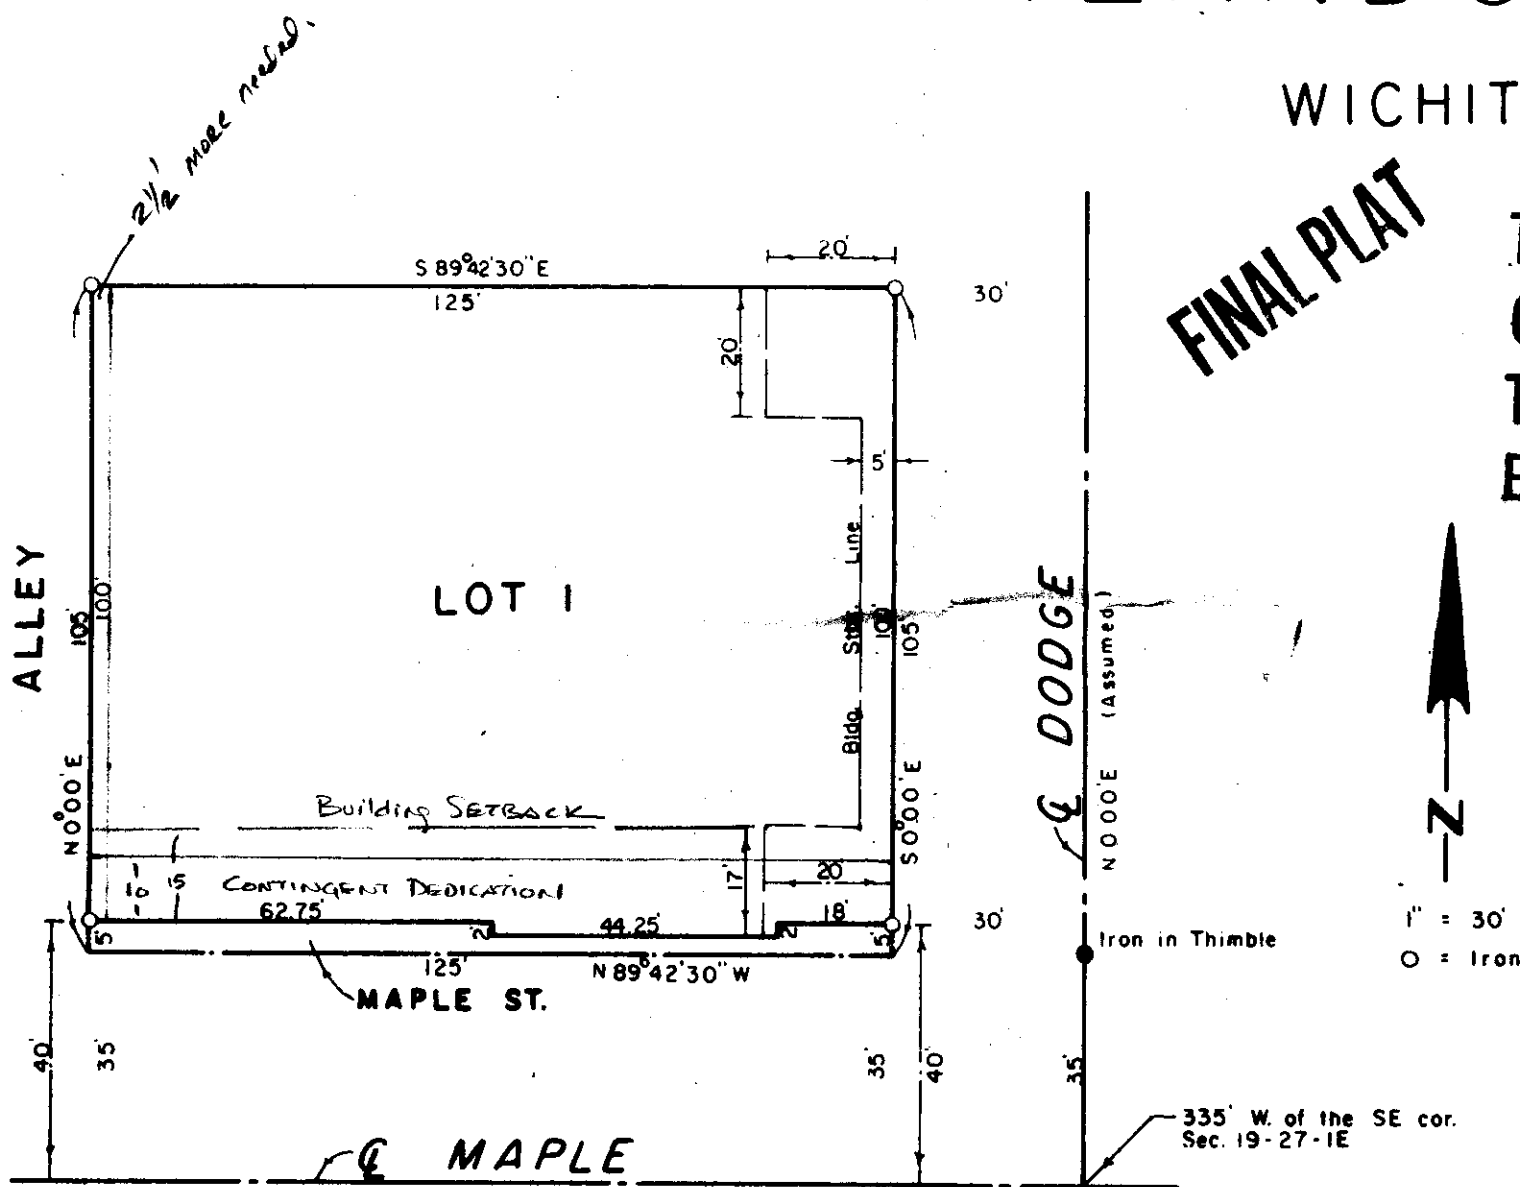 WICHIT
FINAL PLAT
2½' MORE needed.
S 89°42'30" E
125'
20'
30'
20'
5'
ALLEY
105'
100'
LOT 1
Bldg. Stbk. Line
100'
105'
℄ DODGE
N 0°00'E (Assumed)
N 0°00'E
S 0°00'E
Building SETBACK
10
15
CONTINGENT DEDICATION
17'
20'
62.75'
2'
44.25'
2'
18'
30'
5'
5'
125'
N 89°42'30" W
MAPLE ST.
Iron in Thimble
1" = 30'
O = Iron
N
40'
35'
35'
40'
35'
335' W. of the SE cor.
Sec. 19-27-1E
℄ MAPLE